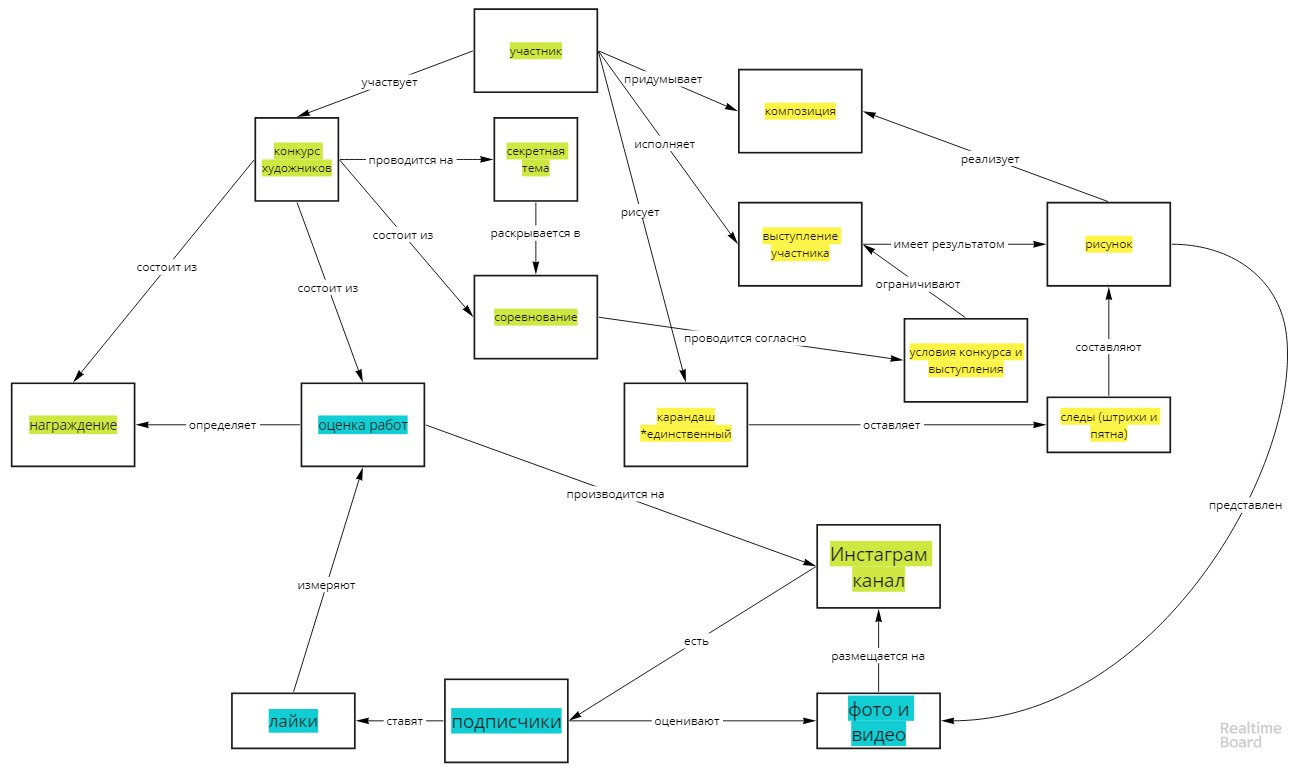 участник
участвует
придумывает
композиция
исполняет
конкурс
художников
проводится на
секретная
тема
реализует
рисует
состоит из
раскрывается в
выступление
участника
имеет результатом
рисунок
состоит из
состоит из
ограничивают
соревнование
проводится согласно
условия конкурса и
выступления
составляют
награждение
определяет
оценка работ
карандаш
*единственный
оставляет
следы (штрихи и
пятна)
производится на
представлен
Инстаграм
канал
измеряют
есть
размещается на
лайки
ставят
подписчики
оценивают
фото и
видео
Realtime
Board